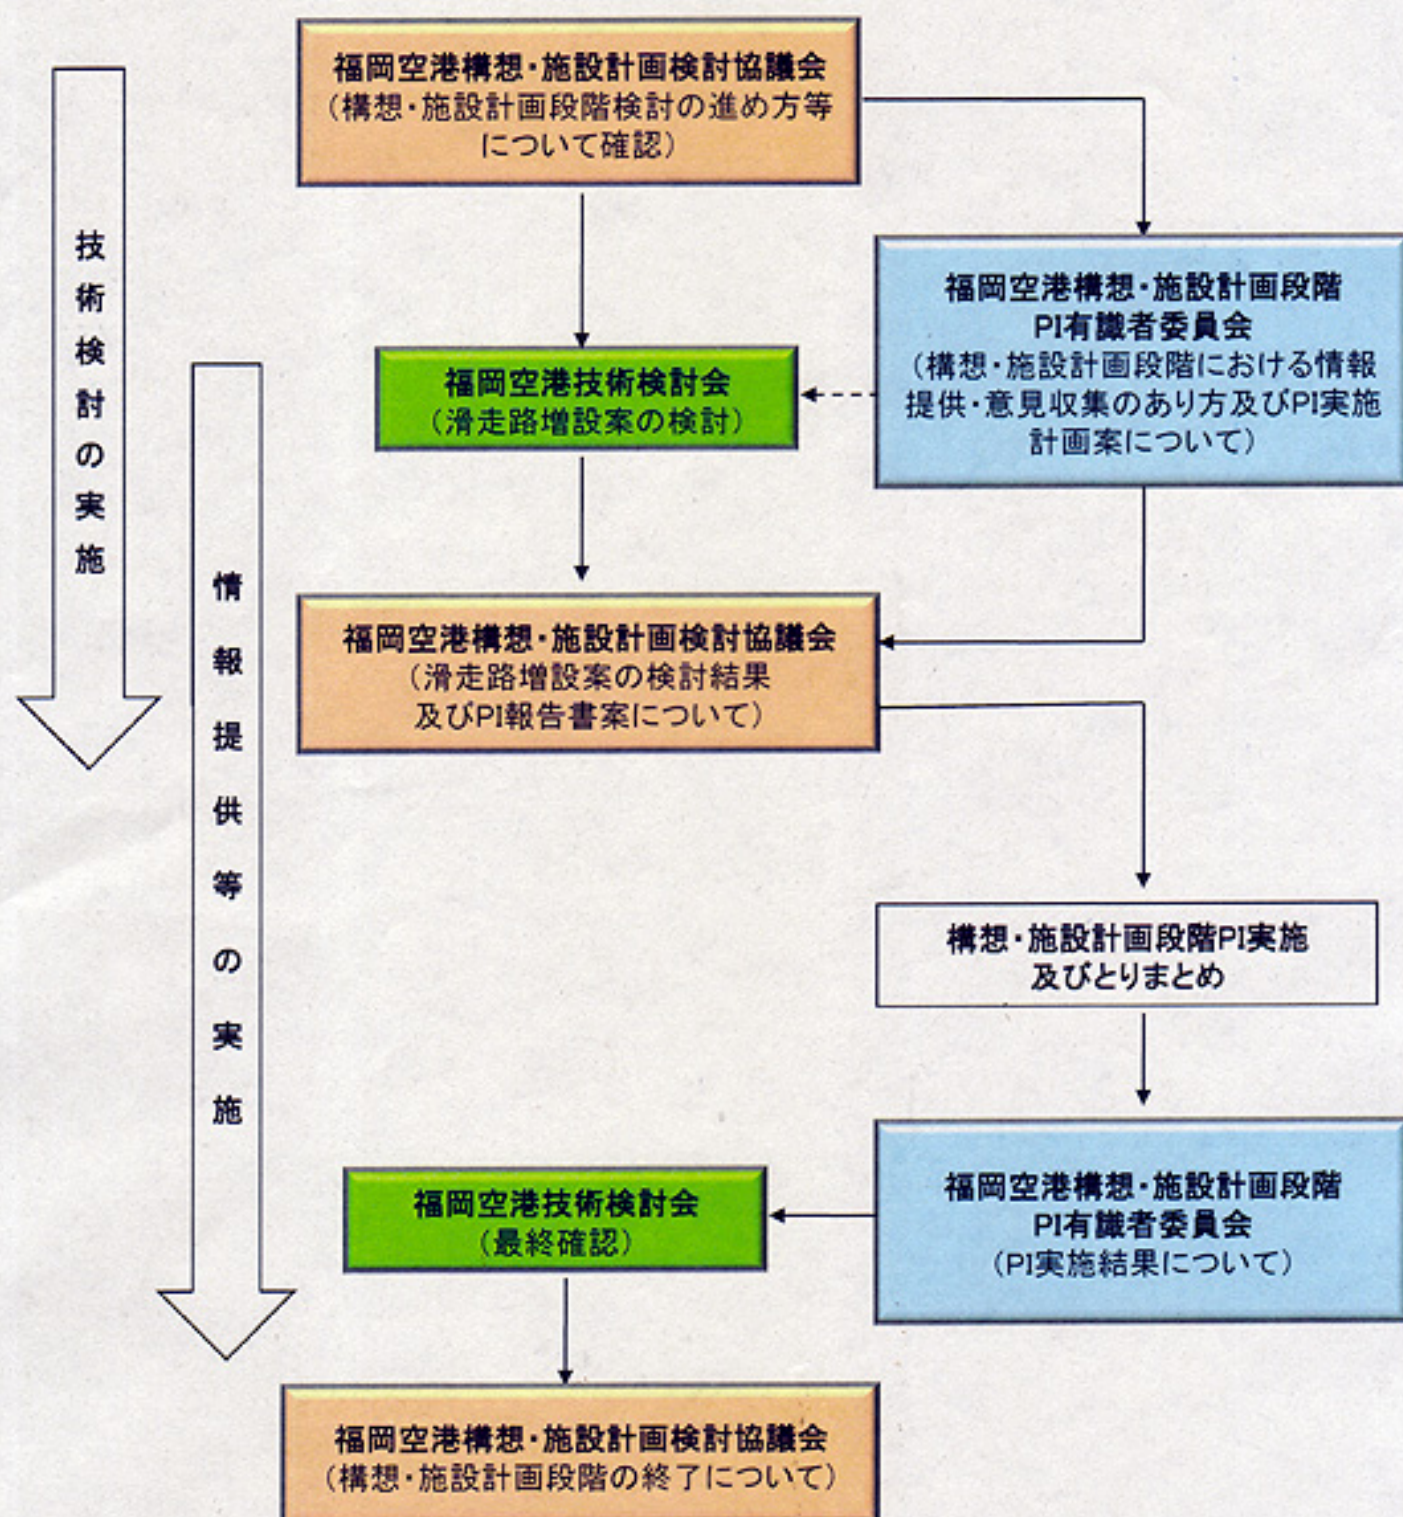 福岡空港構想・施設計画検討協議会
（構想・施設計画段階検討の進め方等
について確認）
技術検討の実施
福岡空港構想・施設計画段階
PI有識者委員会
（構想・施設計画段階における情報
提供・意見収集のあり方及びPI実施
計画案について）
福岡空港技術検討会
（滑走路増設案の検討）
情報提供等の実施
福岡空港構想・施設計画検討協議会
（滑走路増設案の検討結果
及びPI報告書案について）
構想・施設計画段階PI実施
及びとりまとめ
福岡空港構想・施設計画段階
PI有識者委員会
（PI実施結果について）
福岡空港技術検討会
（最終確認）
福岡空港構想・施設計画検討協議会
（構想・施設計画段階の終了について）